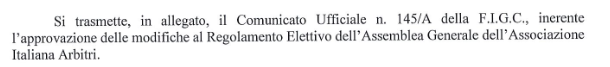 Si trasmette, in allegato, il Comunicato Ufficiale n. 145/A della F.I.G.C., inerente
l'approvazione delle modifiche al Regolamento Elettivo dell'Assemblea Generale dell'Associazione
Italiana Arbitri.